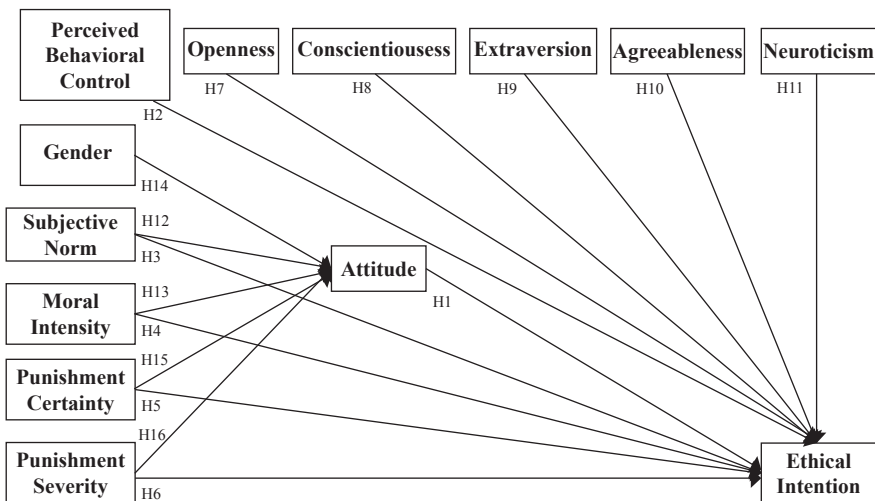 Perceived
Behavioral
Control
Openness
Conscientiousess
Extraversion
Agreeableness
Neuroticism
H2
H7
H8
H9
H10
H11
Gender
H14
Subjective
Norm
H12
H3
Attitude
H1
Moral
Intensity
H13
H4
Punishment
Certainty
H15
H5
Punishment
Severity
H16
H6
Ethical
Intention